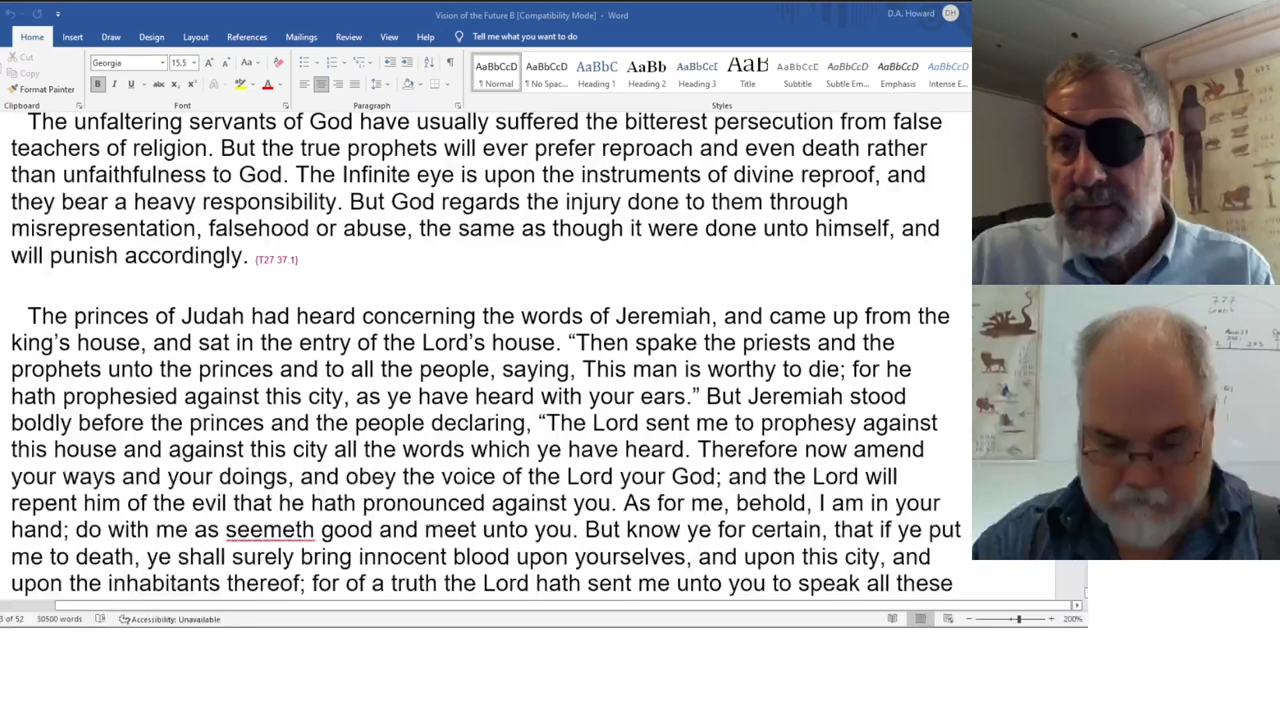 Vision of the Future B [Compatibility Mode] - Word
D.A. Howard DH
Home Insert Draw Design Layout References Mailings Review View Help Tell me what you want to do
Cut
Copy
Format Painter
Georgia 15.5
AaBbCcD AaBbCcD AaBbC AaBb AaBbCcD AaB AaBbCcD AaBbCcD AaBbCcD AaBbCcD
¶ Normal ¶ No Spac... Heading 1 Heading 2 Heading 3 Title Subtitle Subtle Em... Emphasis Intense E...
Clipboard Font Paragraph Styles
The unfaltering servants of God have usually suffered the bitterest persecution from false
teachers of religion. But the true prophets will ever prefer reproach and even death rather
than unfaithfulness to God. The Infinite eye is upon the instruments of divine reproof, and
they bear a heavy responsibility. But God regards the injury done to them through
misrepresentation, falsehood or abuse, the same as though it were done unto himself, and
will punish accordingly. {T27 37.1}
The princes of Judah had heard concerning the words of Jeremiah, and came up from the
king’s house, and sat in the entry of the Lord’s house. “Then spake the priests and the
prophets unto the princes and to all the people, saying, This man is worthy to die; for he
hath prophesied against this city, as ye have heard with your ears.” But Jeremiah stood
boldly before the princes and the people declaring, “The Lord sent me to prophesy against
this house and against this city all the words which ye have heard. Therefore now amend
your ways and your doings, and obey the voice of the Lord your God; and the Lord will
repent him of the evil that he hath pronounced against you. As for me, behold, I am in your
hand; do with me as seemeth good and meet unto you. But know ye for certain, that if ye put
me to death, ye shall surely bring innocent blood upon yourselves, and upon this city, and
upon the inhabitants thereof; for of a truth the Lord hath sent me unto you to speak all these
3 of 52 30500 words Accessibility: Unavailable 200%
727